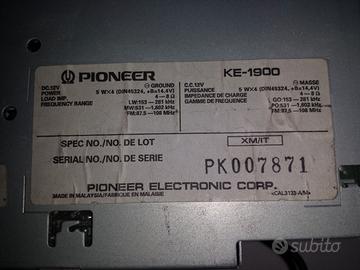 PIONEER KE-1900
DC.12V ⊖ GROUND C.C.12V ⊖ MASSE
POWER 5 W×4 (DIN45324, +B=14,4V) PUISSANCE 5 W×4 (DIN45324, +B=14,4V)
LOAD IMP. 4 – 8 Ω IMPEDANCE DE CHARGE 4 – 8 Ω
FREQUENCY RANGE LW:153 — 281 kHz GAMME DE FREQUENCE GO:153 — 281 kHz
MW:531 —1,602 kHz PO:531 —1,602 kHz
FM:87,5 — 108 MHz FM:87,5 — 108 MHz
SPEC NO./NO. DE LOT XM/IT
SERIAL NO./NO. DE SERIE PK007871
PIONEER ELECTRONIC CORP.
MADE IN MALAYSIA/FABRIQUE EN MALAISIE <CAL3123-A/M>
subito